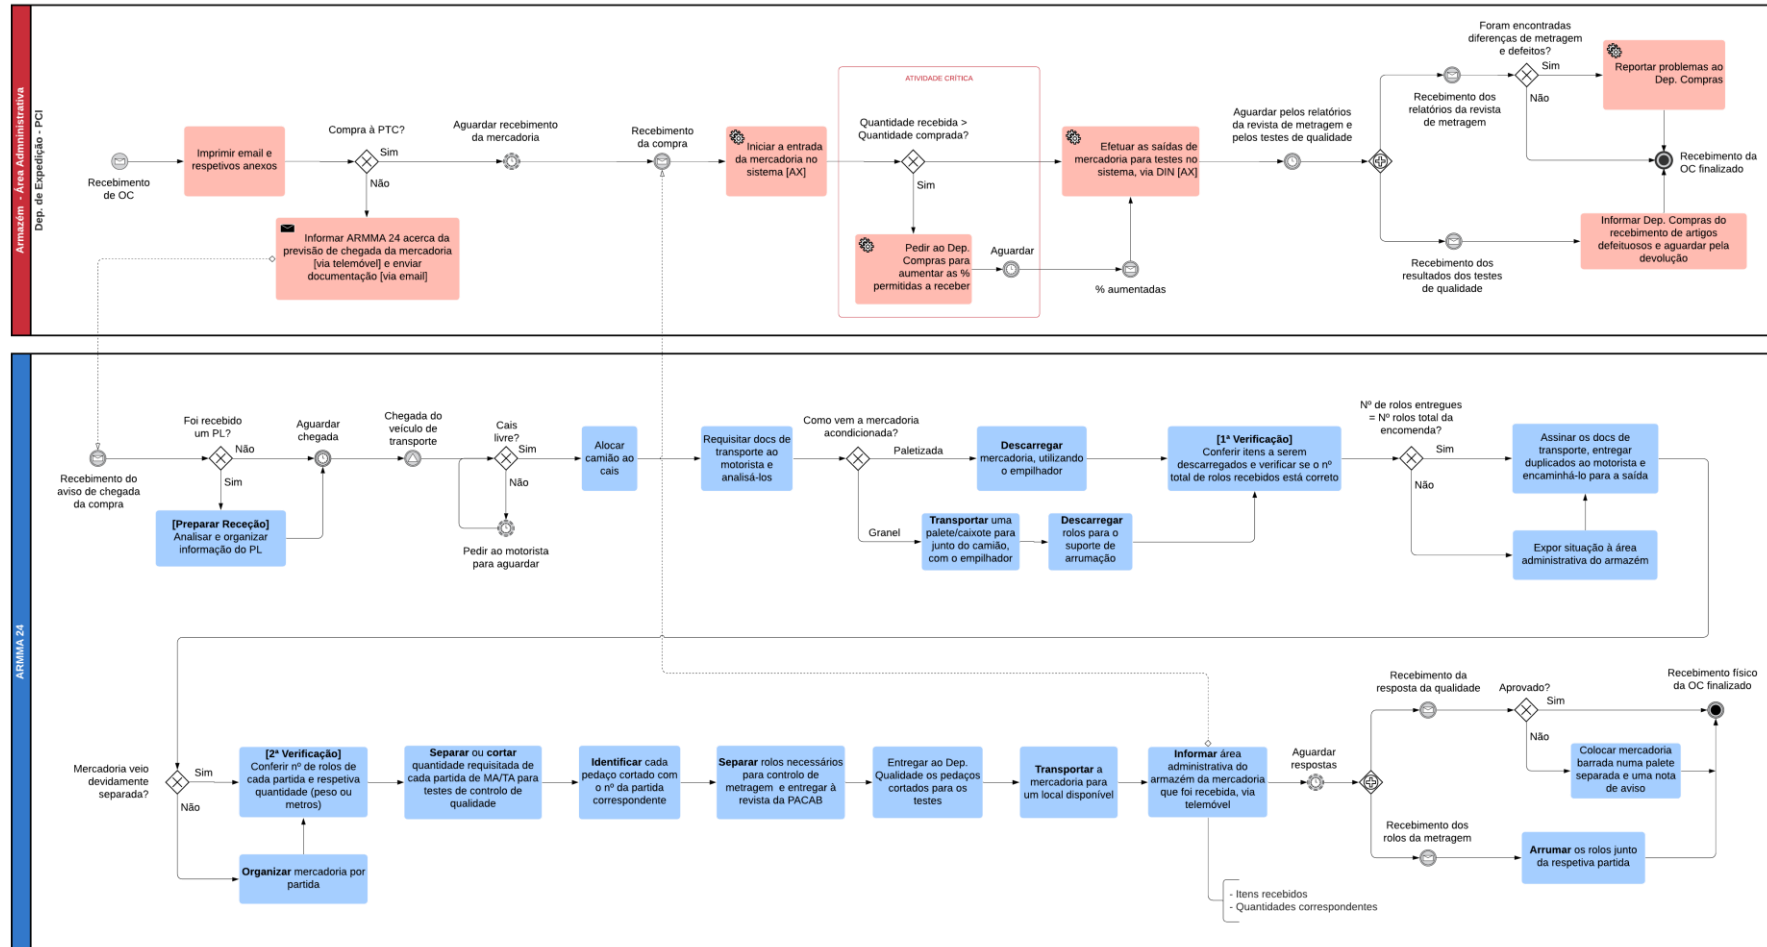 Armazém - Área Administrativa
Dep. de Expedição - PCI
Recebimento
de OC
Imprimir email e
respetivos anexos
Compra à PTC?
Sim
Não
Informar ARMMA 24 acerca da
previsão de chegada da mercadoria
[via telemóvel] e enviar
documentação [via email]
Aguardar recebimento
da mercadoria
Recebimento
da compra
Iniciar a entrada
da mercadoria no
sistema [AX]
ATIVIDADE CRÍTICA
Quantidade recebida >
Quantidade comprada?
Sim
Pedir ao Dep.
Compras para
aumentar as %
permitidas a receber
Aguardar
% aumentadas
Efetuar as saídas de
mercadoria para testes no
sistema, via DIN [AX]
Aguardar pelos relatórios
da revista de metragem e
pelos testes de qualidade
Recebimento dos
relatórios da revista
de metragem
Foram encontradas
diferenças de metragem
e defeitos?
Sim
Não
Reportar problemas ao
Dep. Compras
Recebimento da
OC finalizado
Recebimento dos
resultados dos testes
de qualidade
Informar Dep. Compras do
recebimento de artigos
defeituosos e aguardar pela
devolução
ARMMA 24
Recebimento do
aviso de chegada
da compra
Foi recebido
um PL?
Não
Sim
[Preparar Receção]
Analisar e organizar
informação do PL
Aguardar
chegada
Chegada do
veículo de
transporte
Cais
livre?
Sim
Não
Pedir ao motorista
para aguardar
Alocar
camião ao
cais
Requisitar docs de
transporte ao
motorista e
analisá-los
Como vem a mercadoria
acondicionada?
Paletizada
Granel
Descarregar
mercadoria, utilizando
o empilhador
Transportar uma
palete/caixote para
junto do camião,
com o empilhador
Descarregar
rolos para o
suporte de
arrumação
[1ª Verificação]
Conferir itens a serem
descarregados e verificar se o nº
total de rolos recebidos está correto
Nº de rolos entregues
= Nº rolos total da
encomenda?
Sim
Não
Assinar os docs de
transporte, entregar
duplicados ao motorista e
encaminhá-lo para a saída
Expor situação à área
administrativa do armazém
Mercadoria veio
devidamente
separada?
Sim
Não
Organizar mercadoria por
partida
[2ª Verificação]
Conferir nº de rolos de
cada partida e respetiva
quantidade (peso ou
metros)
Separar ou cortar
quantidade requisitada de
cada partida de MA/TA para
testes de controlo de
qualidade
Identificar cada
pedaço cortado com
o nº da partida
correspondente
Separar rolos necessários
para controlo de
metragem e entregar à
revista da PACAB
Entregar ao Dep.
Qualidade os pedaços
cortados para os
testes
Transportar a
mercadoria para
um local disponível
Informar área
administrativa do
armazém da mercadoria
que foi recebida, via
telemóvel
- Itens recebidos
- Quantidades correspondentes
Aguardar
respostas
Recebimento da
resposta da qualidade
Aprovado?
Sim
Não
Colocar mercadoria
barrada numa palete
separada e uma nota
de aviso
Recebimento físico
da OC finalizado
Recebimento dos
rolos da metragem
Arrumar os rolos junto
da respetiva partida